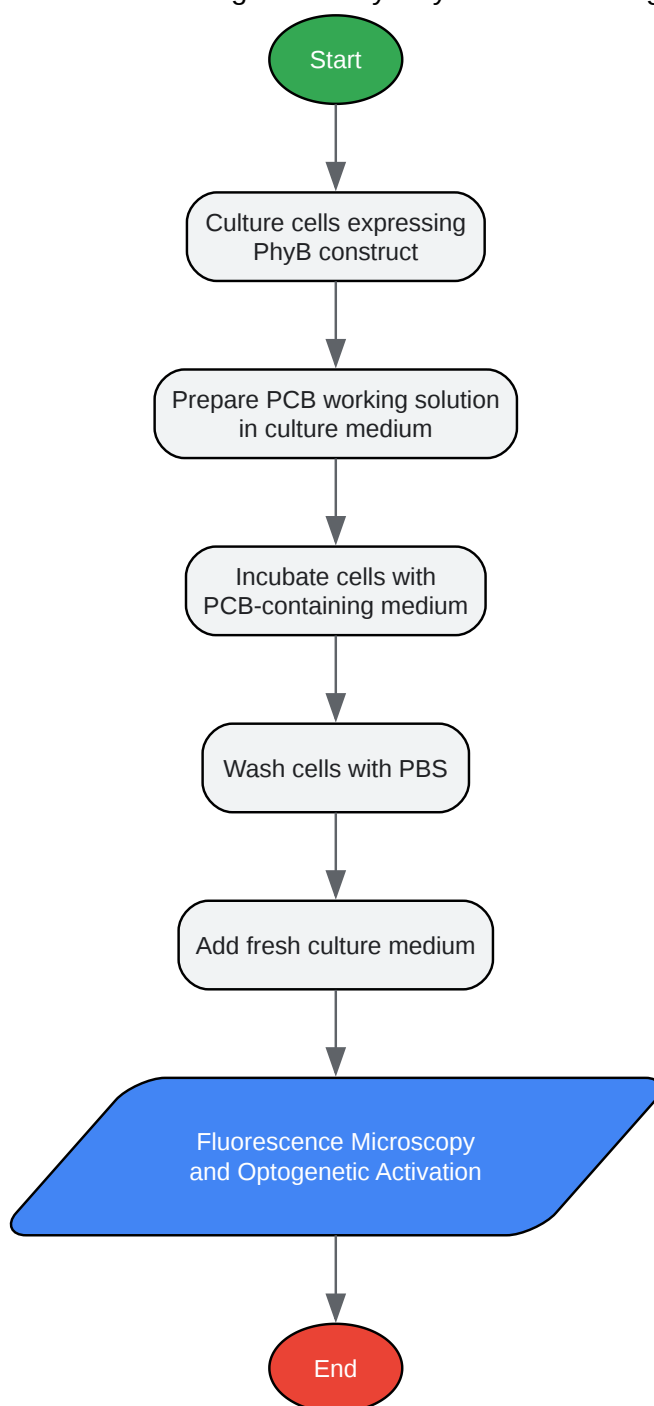 Start
Culture cells expressing
PhyB construct
Prepare PCB working solution
in culture medium
Incubate cells with
PCB-containing medium
Wash cells with PBS
Add fresh culture medium
Fluorescence Microscopy
and Optogenetic Activation
End